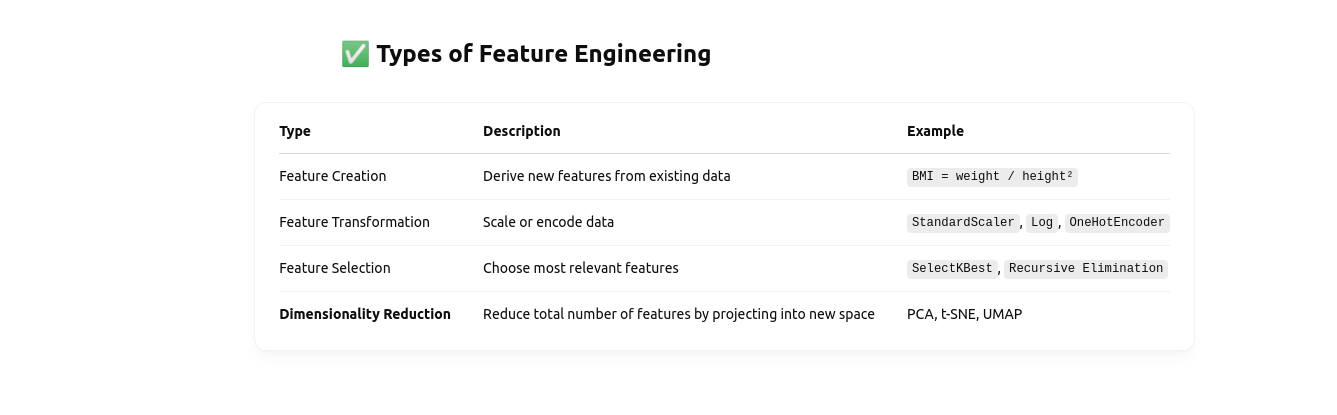 ✅ Types of Feature Engineering
Type Description Example
Feature Creation Derive new features from existing data BMI = weight / height²
Feature Transformation Scale or encode data StandardScaler, Log, OneHotEncoder
Feature Selection Choose most relevant features SelectKBest, Recursive Elimination
Dimensionality Reduction Reduce total number of features by projecting into new space PCA, t-SNE, UMAP